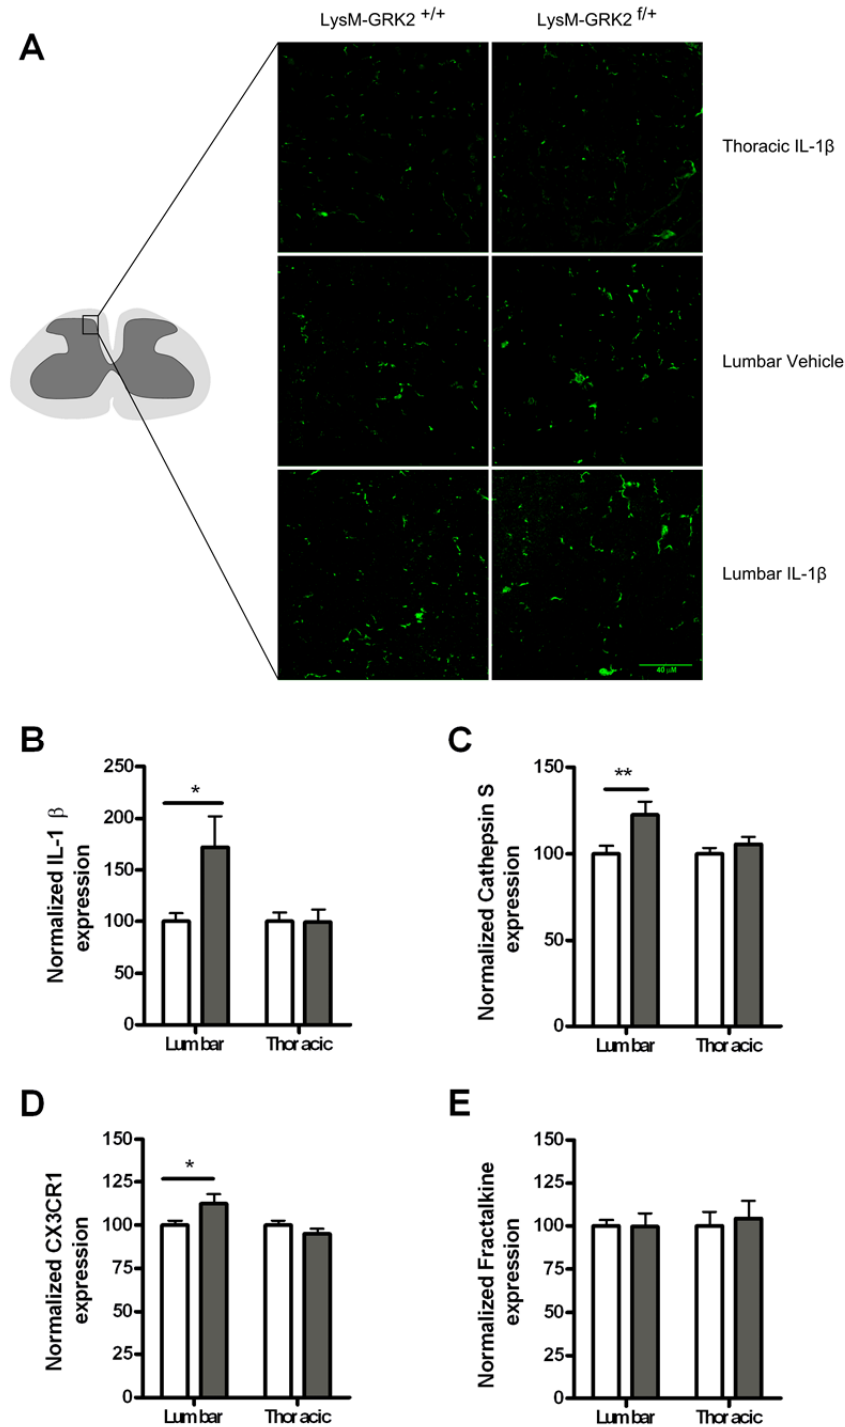 LysM-GRK2 +/+ LysM-GRK2 f/+
A
Thoracic IL-1β
Lumbar Vehicle
Lumbar IL-1β
40 µM
B
Normalized IL-1 β
expression
250
200
150
100
50
0
*
Lumbar Thoracic
C
Normalized Cathepsin S
expression
150
100
50
0
**
Lumbar Thoracic
D
Normalized CX3CR1
expression
150
125
100
75
50
25
0
*
Lumbar Thoracic
E
Normalized Fractalkine
expression
150
125
100
75
50
25
0
Lumbar Thoracic